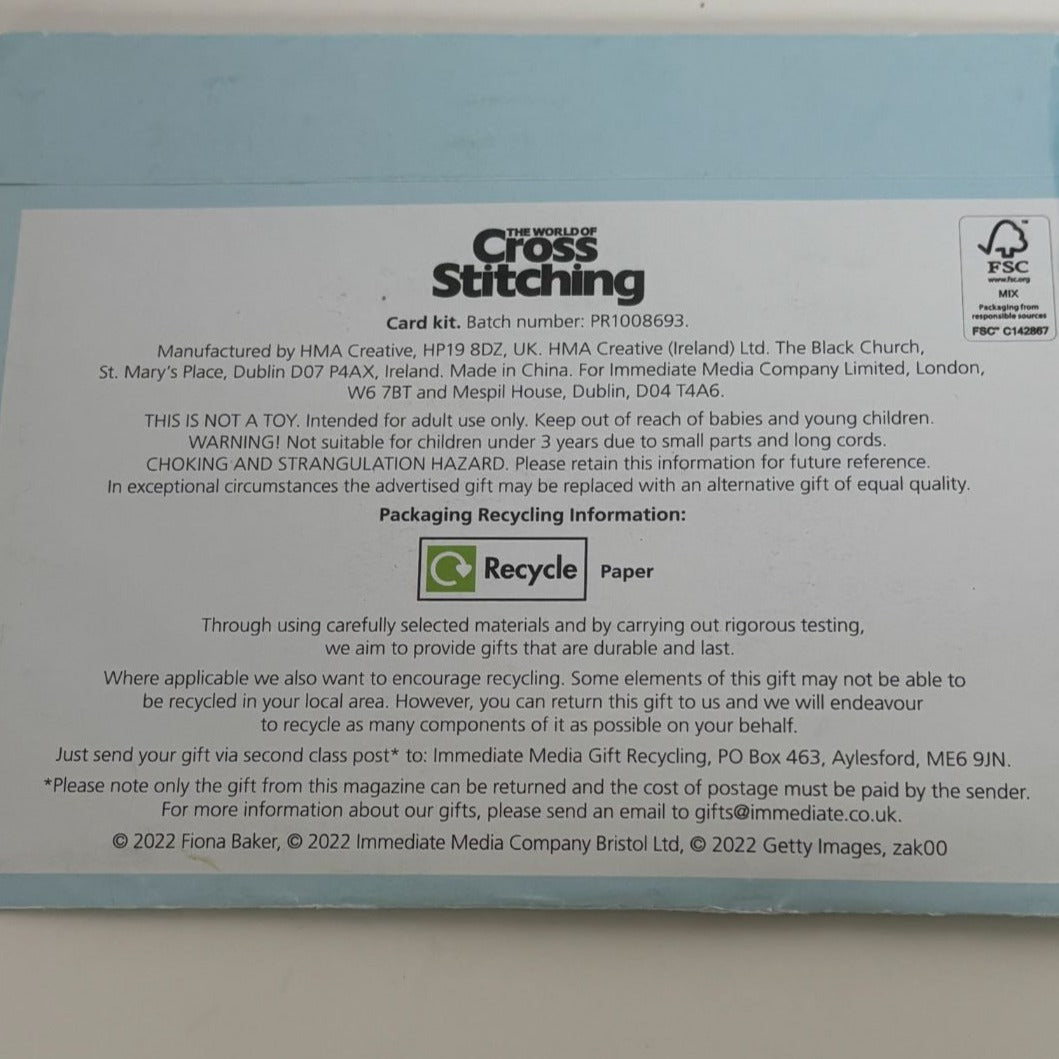 THE WORLD OF
Cross
Stitching
FSC
www.fsc.org
MIX
Packaging from
responsible sources
FSC™ C142867
Card kit. Batch number: PR1008693.
Manufactured by HMA Creative, HP19 8DZ, UK. HMA Creative (Ireland) Ltd. The Black Church,
St. Mary's Place, Dublin D07 P4AX, Ireland. Made in China. For Immediate Media Company Limited, London,
W6 7BT and Mespil House, Dublin, D04 T4A6.
THIS IS NOT A TOY. Intended for adult use only. Keep out of reach of babies and young children.
WARNING! Not suitable for children under 3 years due to small parts and long cords.
CHOKING AND STRANGULATION HAZARD. Please retain this information for future reference.
In exceptional circumstances the advertised gift may be replaced with an alternative gift of equal quality.
Packaging Recycling Information:
Recycle Paper
Through using carefully selected materials and by carrying out rigorous testing,
we aim to provide gifts that are durable and last.
Where applicable we also want to encourage recycling. Some elements of this gift may not be able to
be recycled in your local area. However, you can return this gift to us and we will endeavour
to recycle as many components of it as possible on your behalf.
Just send your gift via second class post* to: Immediate Media Gift Recycling, PO Box 463, Aylesford, ME6 9JN.
*Please note only the gift from this magazine can be returned and the cost of postage must be paid by the sender.
For more information about our gifts, please send an email to gifts@immediate.co.uk.
© 2022 Fiona Baker, © 2022 Immediate Media Company Bristol Ltd, © 2022 Getty Images, zak00